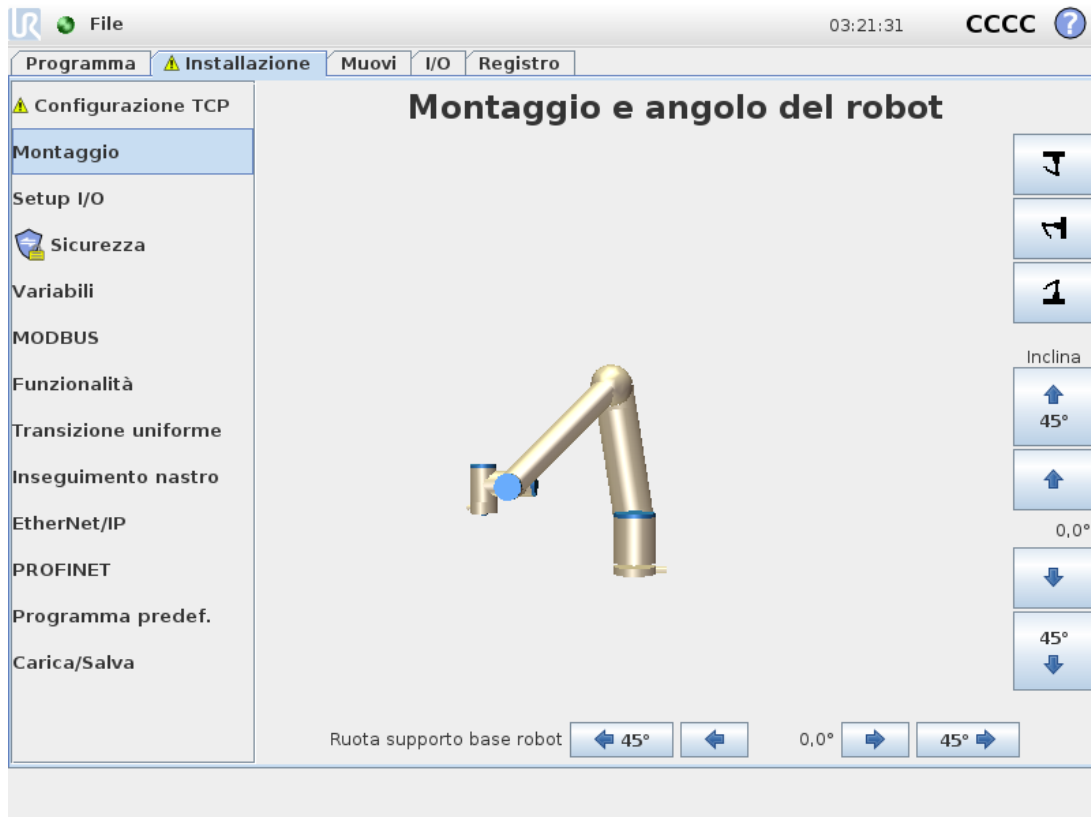 UR File 03:21:31 CCCC ?
Programma Installazione Muovi I/O Registro
Configurazione TCP
Montaggio
Setup I/O
Sicurezza
Variabili
MODBUS
Funzionalità
Transizione uniforme
Inseguimento nastro
EtherNet/IP
PROFINET
Programma predef.
Carica/Salva
Montaggio e angolo del robot
Inclina
45°
0,0°
45°
Ruota supporto base robot 45° 0,0° 45°